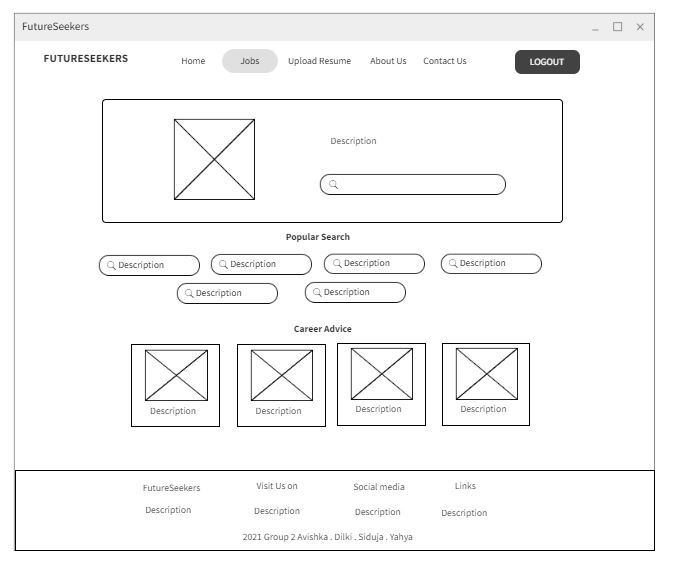 FutureSeekers
FUTURESEEKERS Home Jobs Upload Resume About Us Contact Us LOGOUT
Description
Popular Search
Description Description Description Description
Description Description
Career Advice
Description Description Description Description
FutureSeekers Visit Us on Social media Links
Description Description Description Description
2021 Group 2 Avishka . Dilki . Siduja . Yahya